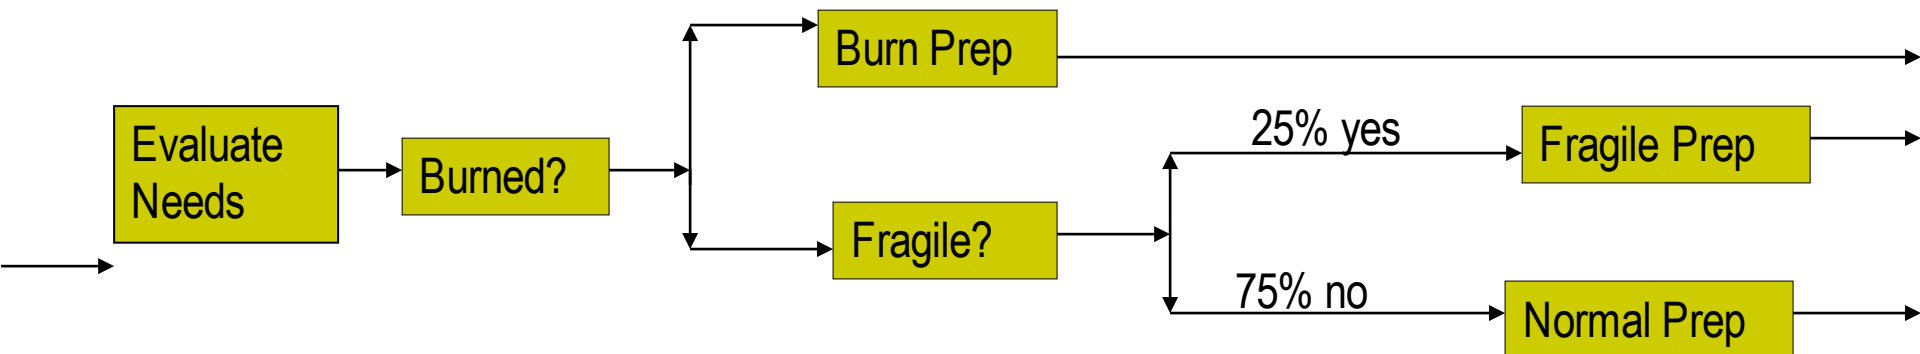 Evaluate
Needs
Burned?
Burn Prep
Fragile?
25% yes
Fragile Prep
75% no
Normal Prep